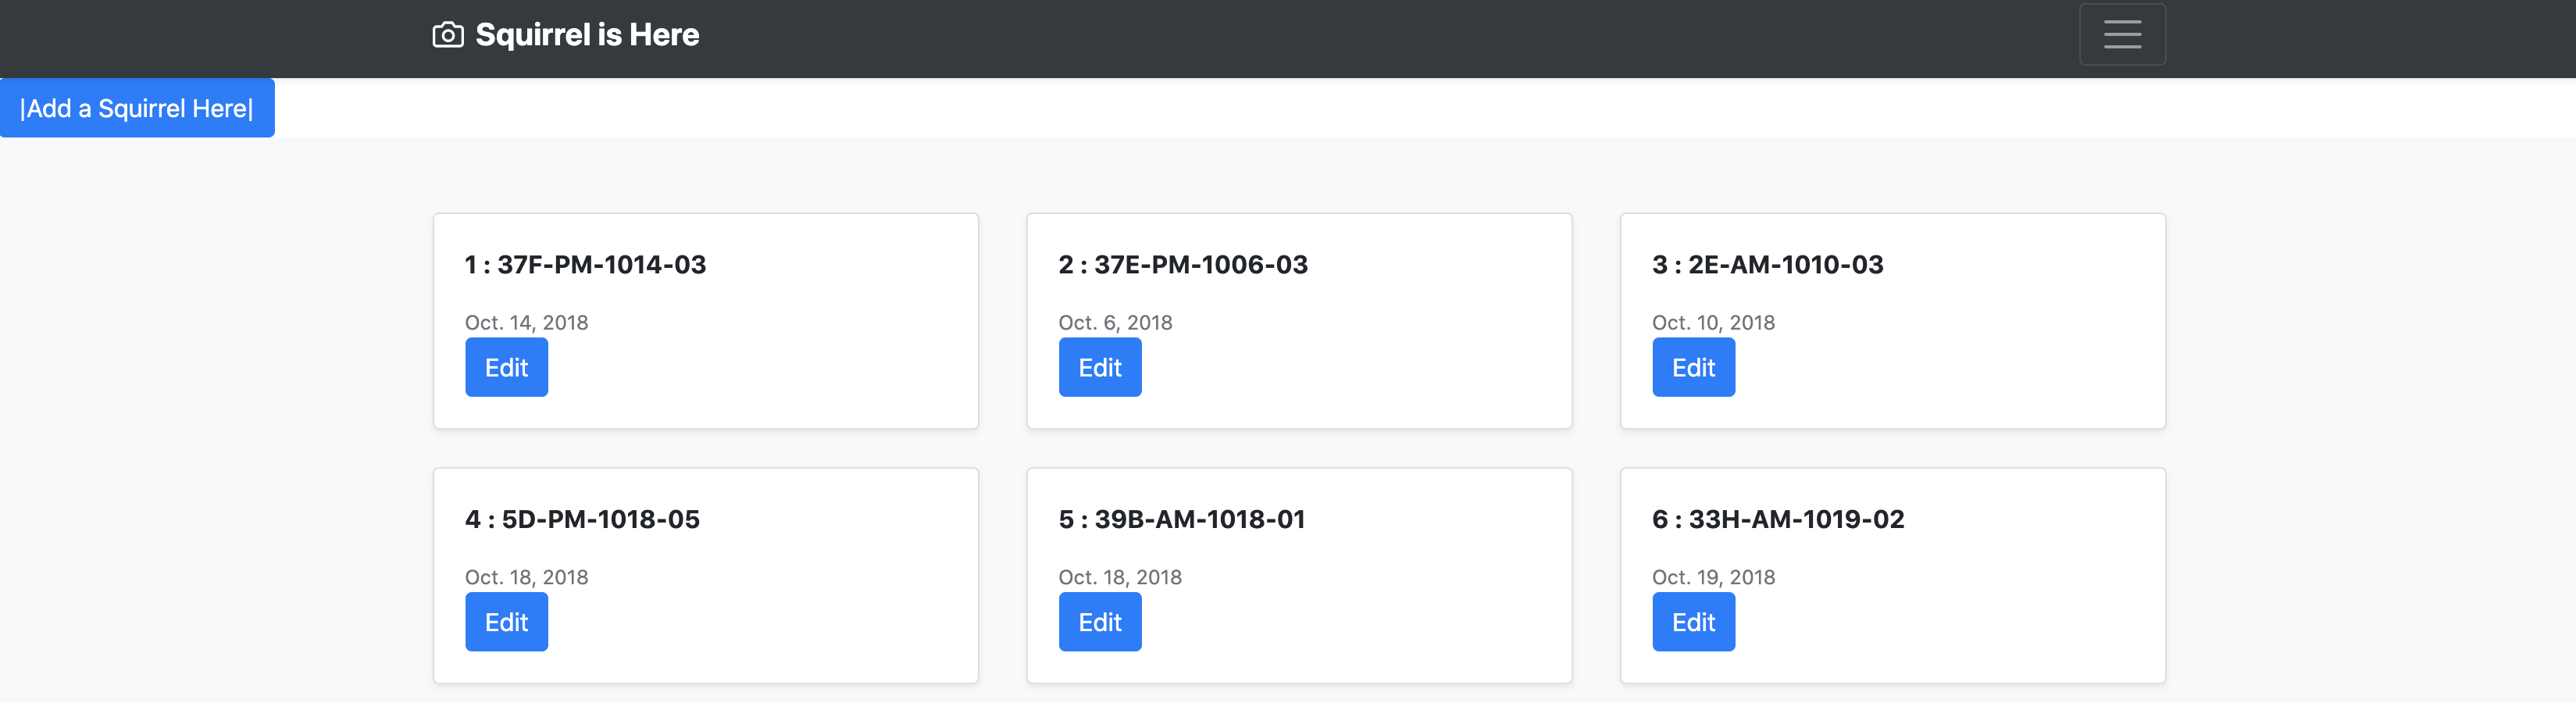 Squirrel is Here
|Add a Squirrel Here|
1 : 37F-PM-1014-03
Oct. 14, 2018
Edit
2 : 37E-PM-1006-03
Oct. 6, 2018
Edit
3 : 2E-AM-1010-03
Oct. 10, 2018
Edit
4 : 5D-PM-1018-05
Oct. 18, 2018
Edit
5 : 39B-AM-1018-01
Oct. 18, 2018
Edit
6 : 33H-AM-1019-02
Oct. 19, 2018
Edit